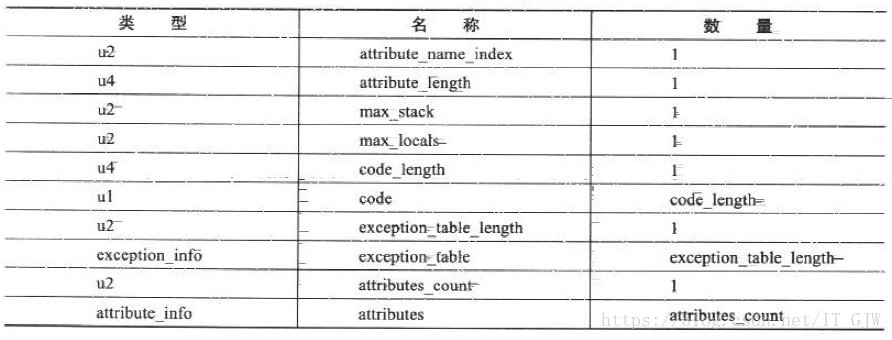 类 型 名 称 数 量
u2 attribute_name_index 1
u4 attribute_length 1
u2 max_stack 1
u2 max_locals 1
u4 code_length 1
u1 code code_length
u2 exception_table_length 1
exception_info exception_table exception_table_length
u2 attributes_count 1
attribute_info attributes attributes_count
https://blog.csdn.net/IT_GJW